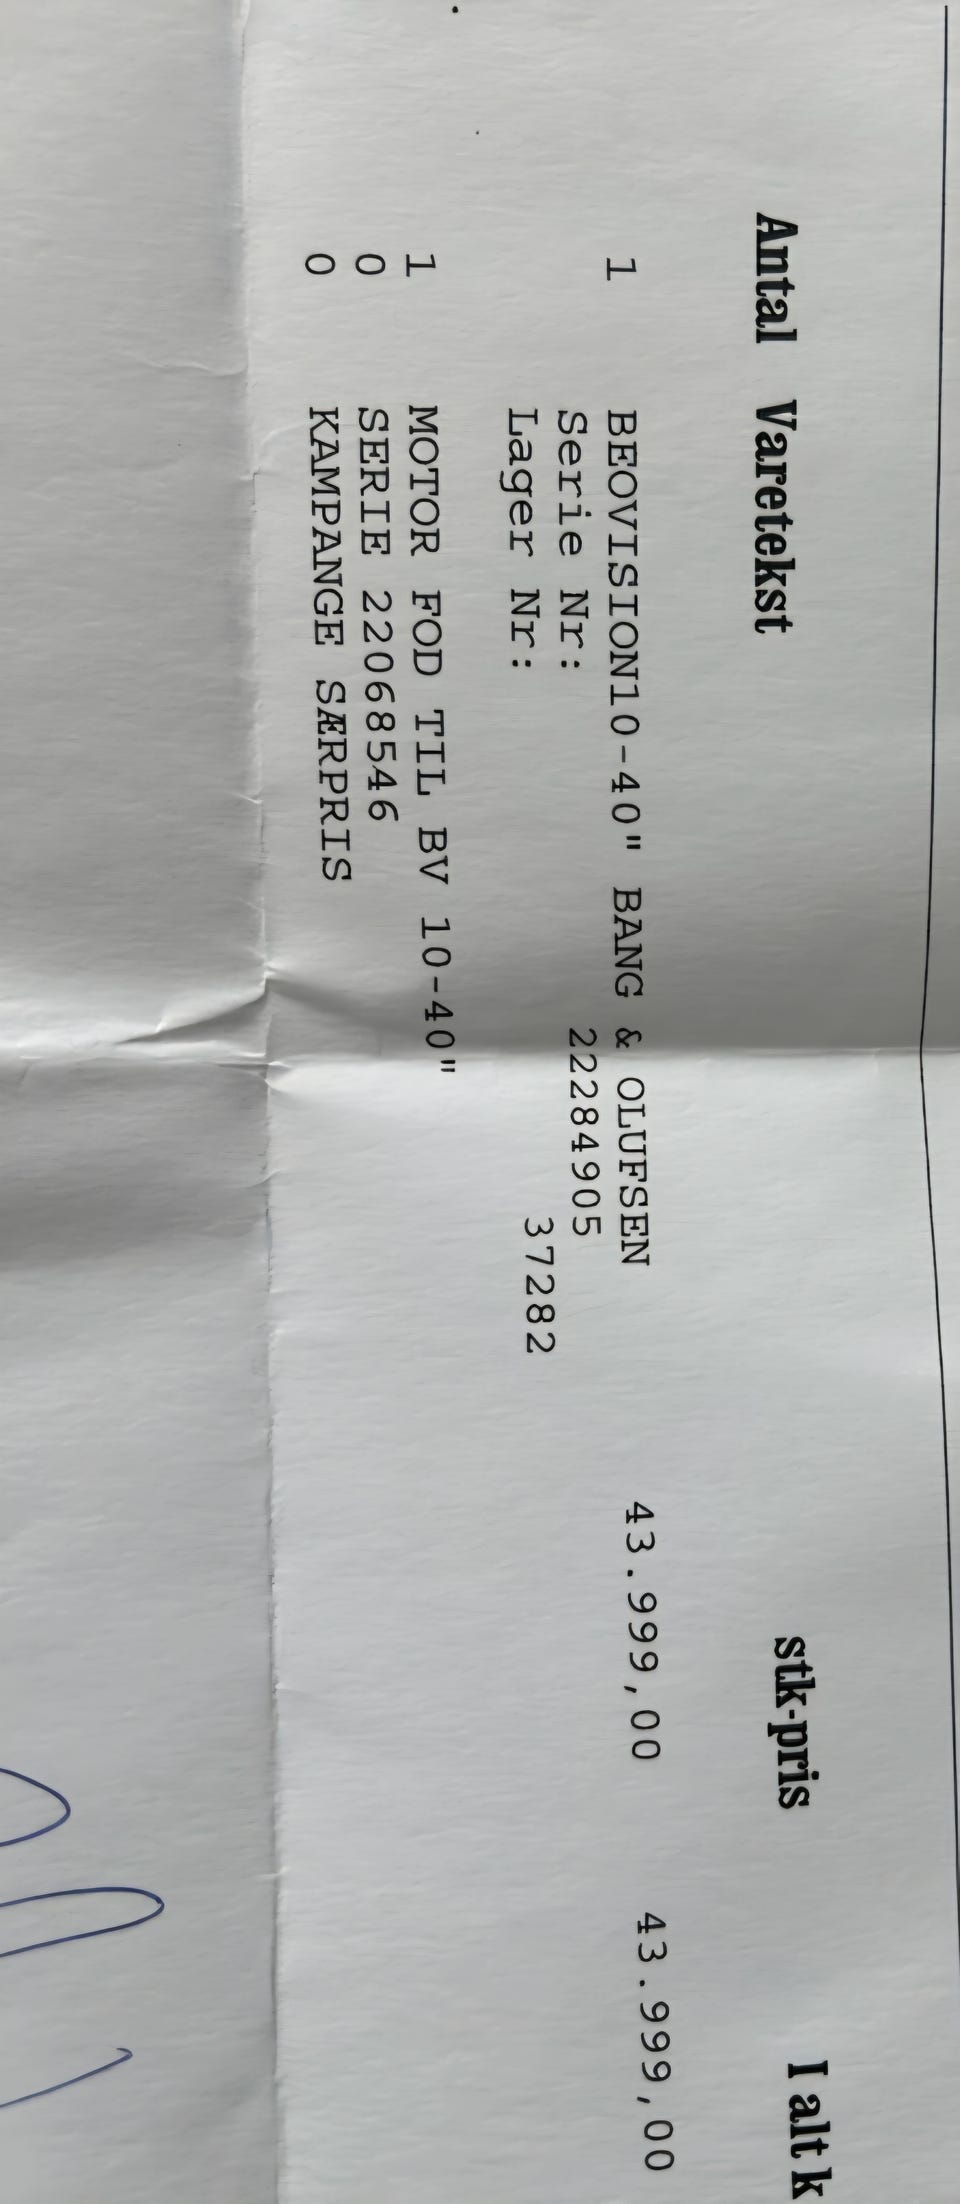 Antal Varetekst stk-pris I alt k
1 BEOVISION10-40" BANG & OLUFSEN 43.999,00 43.999,00
Serie Nr: 22284905
Lager Nr: 37282
1 MOTOR FOD TIL BV 10-40"
0 SERIE 22068546
0 KAMPANGE SÆRPRIS